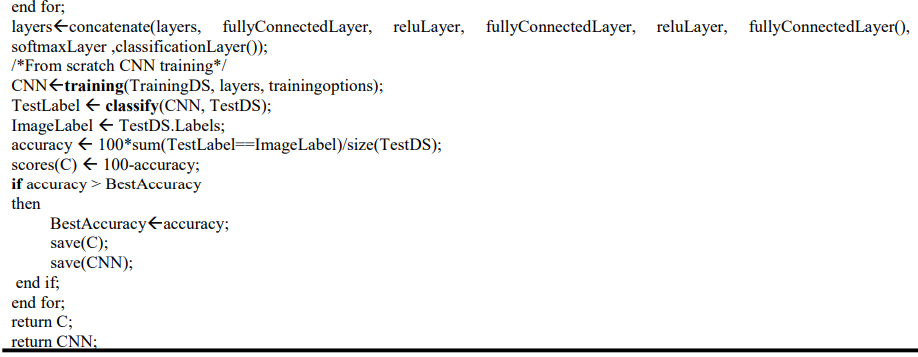 end for;
layers←concatenate(layers, fullyConnectedLayer, reluLayer, fullyConnectedLayer, reluLayer, fullyConnectedLayer(),
softmaxLayer ,classificationLayer());
/*From scratch CNN training*/
CNN←training(TrainingDS, layers, trainingoptions);
TestLabel ← classify(CNN, TestDS);
ImageLabel ← TestDS.Labels;
accuracy ← 100*sum(TestLabel==ImageLabel)/size(TestDS);
scores(C) ← 100-accuracy;
if accuracy > BestAccuracy
then
BestAccuracy←accuracy;
save(C);
save(CNN);
end if;
end for;
return C;
return CNN;